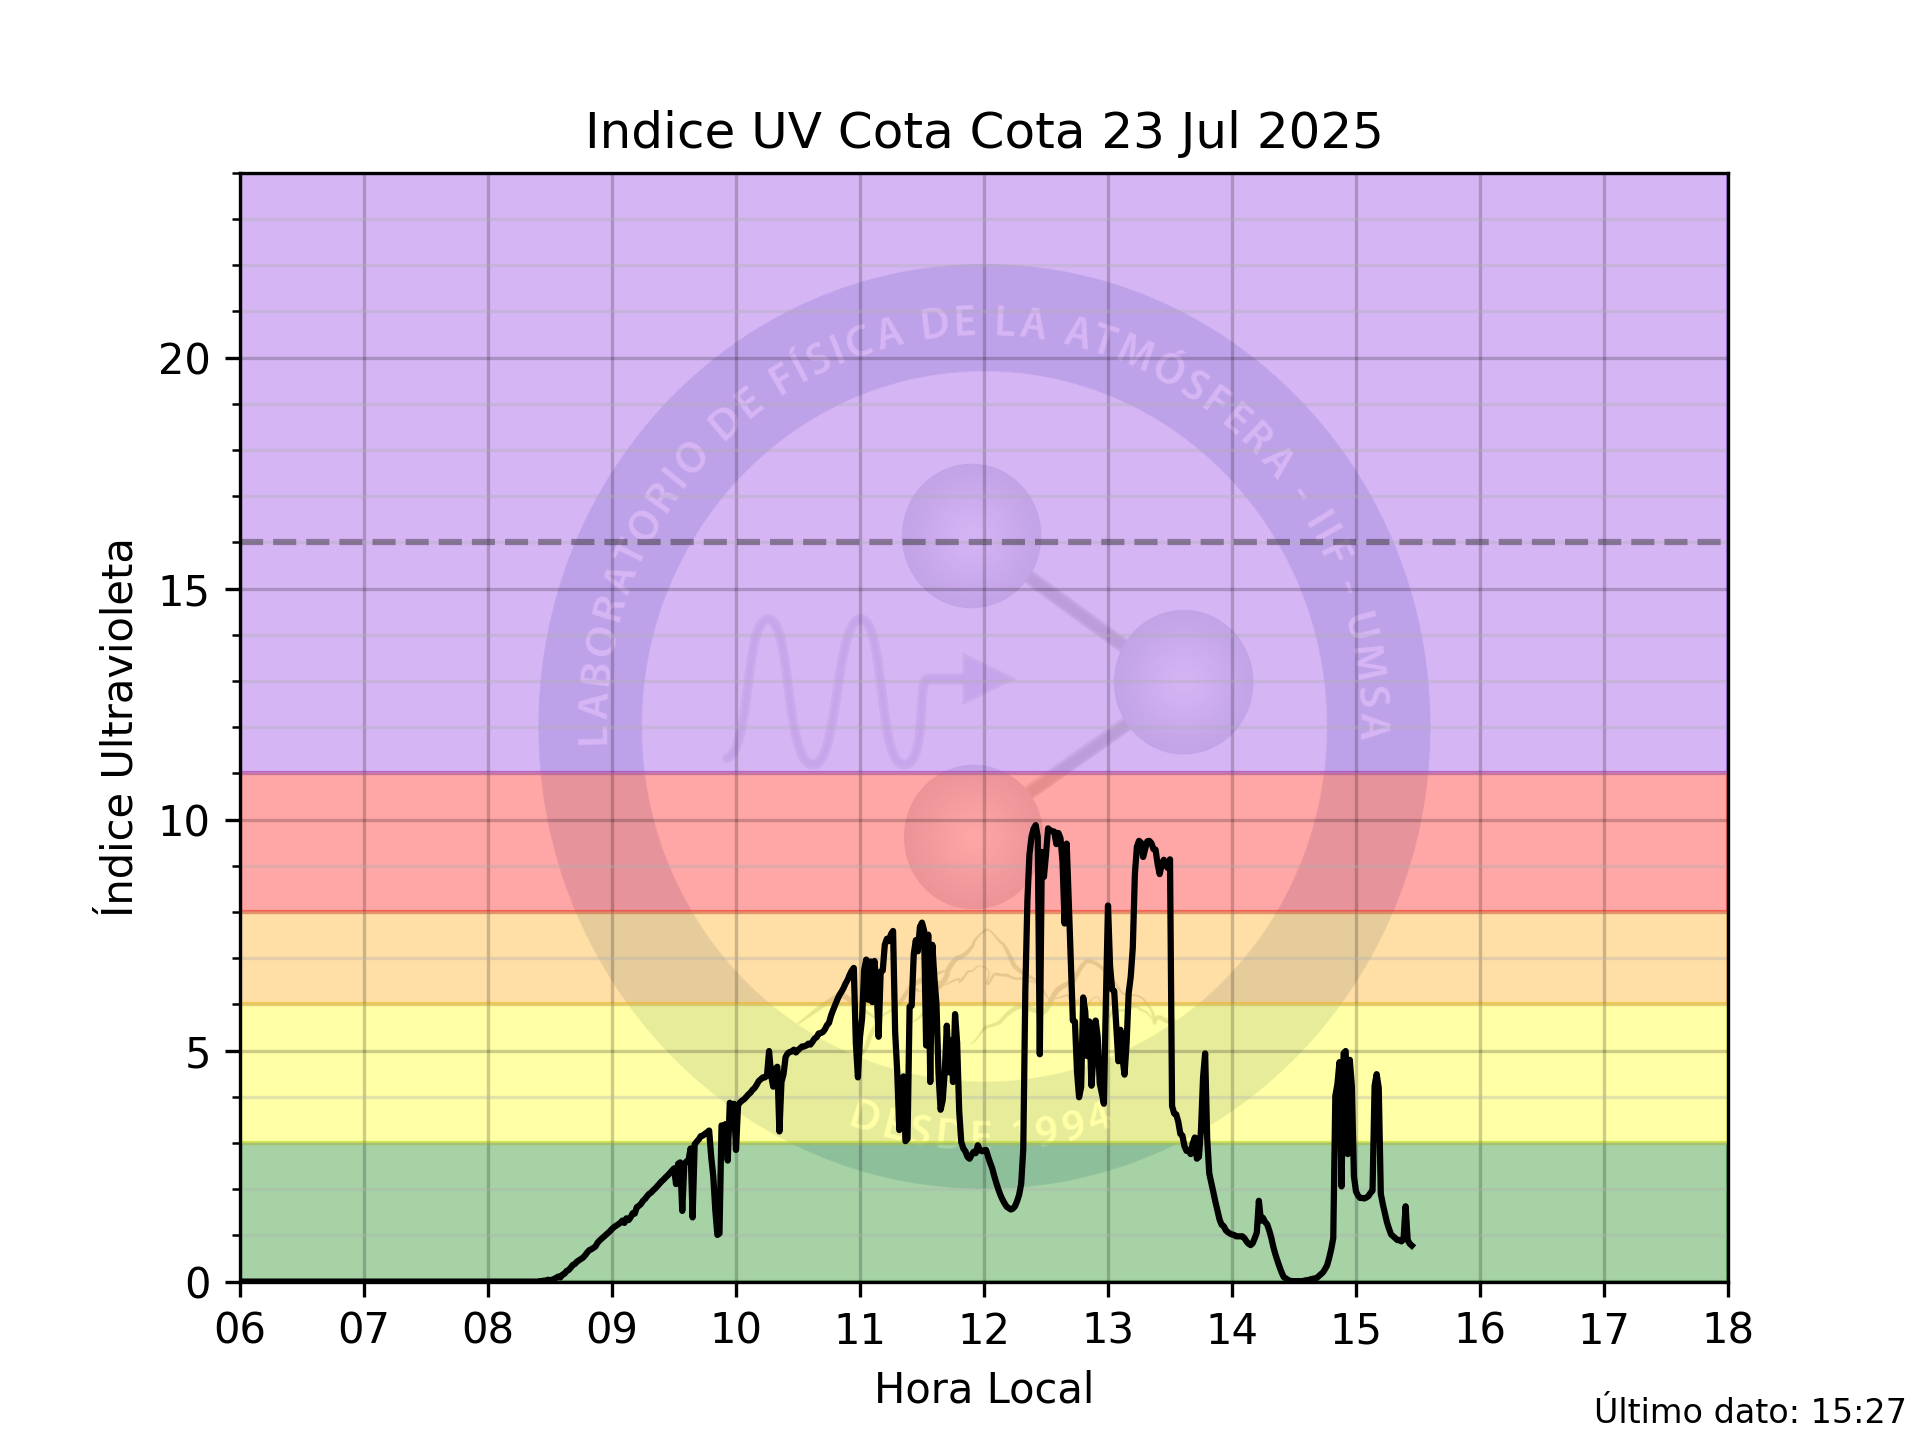 Indice UV Cota Cota 23 Jul 2025
LABORATORIO DE FÍSICA DE LA ATMÓSFERA - IIF - UMSA
20
15
10
5
0
Índice Ultravioleta
DESDE 1994
06 07 08 09 10 11 12 13 14 15 16 17 18
Hora Local
Último dato: 15:27